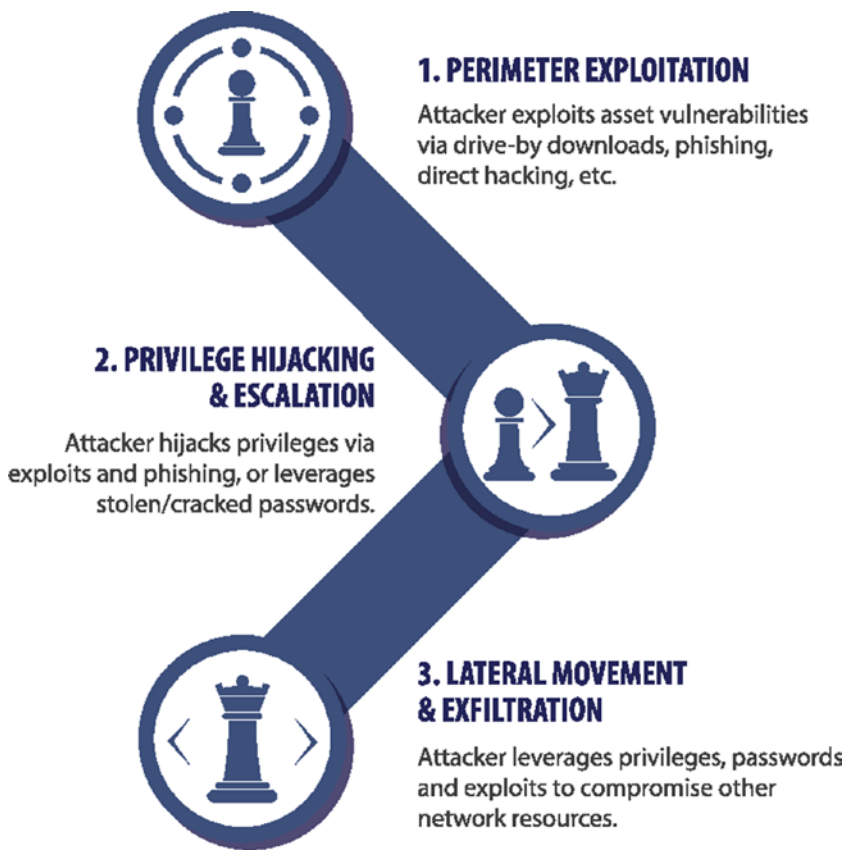 1. PERIMETER EXPLOITATION
Attacker exploits asset vulnerabilities
via drive-by downloads, phishing,
direct hacking, etc.
2. PRIVILEGE HIJACKING
& ESCALATION
Attacker hijacks privileges via
exploits and phishing, or leverages
stolen/cracked passwords.
3. LATERAL MOVEMENT
& EXFILTRATION
Attacker leverages privileges, passwords
and exploits to compromise other
network resources.